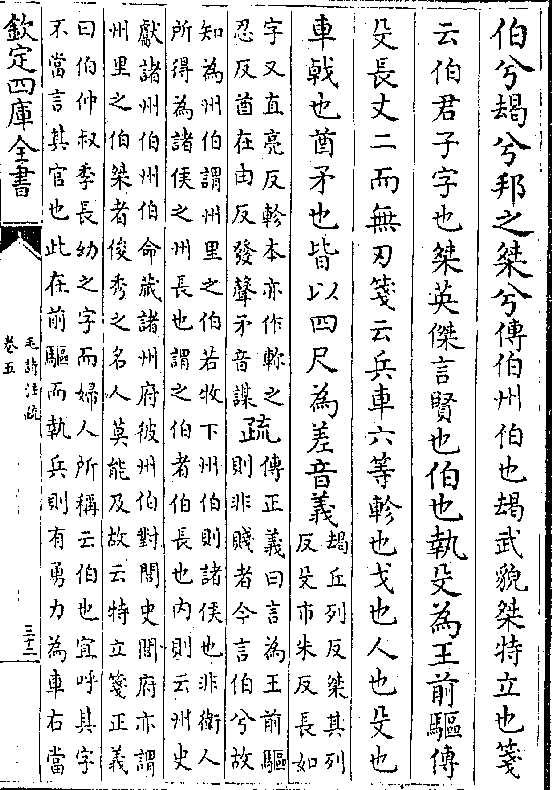 伯兮朅兮邦之桀兮傳伯州伯也朅武貌桀特立也箋
云伯君子字也桀英傑言賢也伯也執殳為王前驅傳
殳長丈二而無刃箋云兵車六等軫也戈也人也殳也
車戟也酋矛也皆以四尺為差音義
朅丘列反桀其列
反殳市朱反長如
字又直亮反軫本亦作軫之
忍反酋在由反發聲矛音謀
疏
傳正義曰言為王前驅
則非賤者今言伯兮故
知為州伯謂州里之伯若牧下州伯則諸侯也非衛人
所得為諸侯之州長也謂之伯者伯長也内則云州史
獻諸州伯州伯命藏諸州府彼州伯對閭史閭府亦謂
州里之伯桀者俊秀之名人莫能及故云特立箋正義
曰伯仲叔季長幼之字而婦人所稱云伯也宜呼其字
不當言其官也此在前驅而執兵則有勇力為車右當
欽定四庫全書
毛詩注疏
卷五
三十二